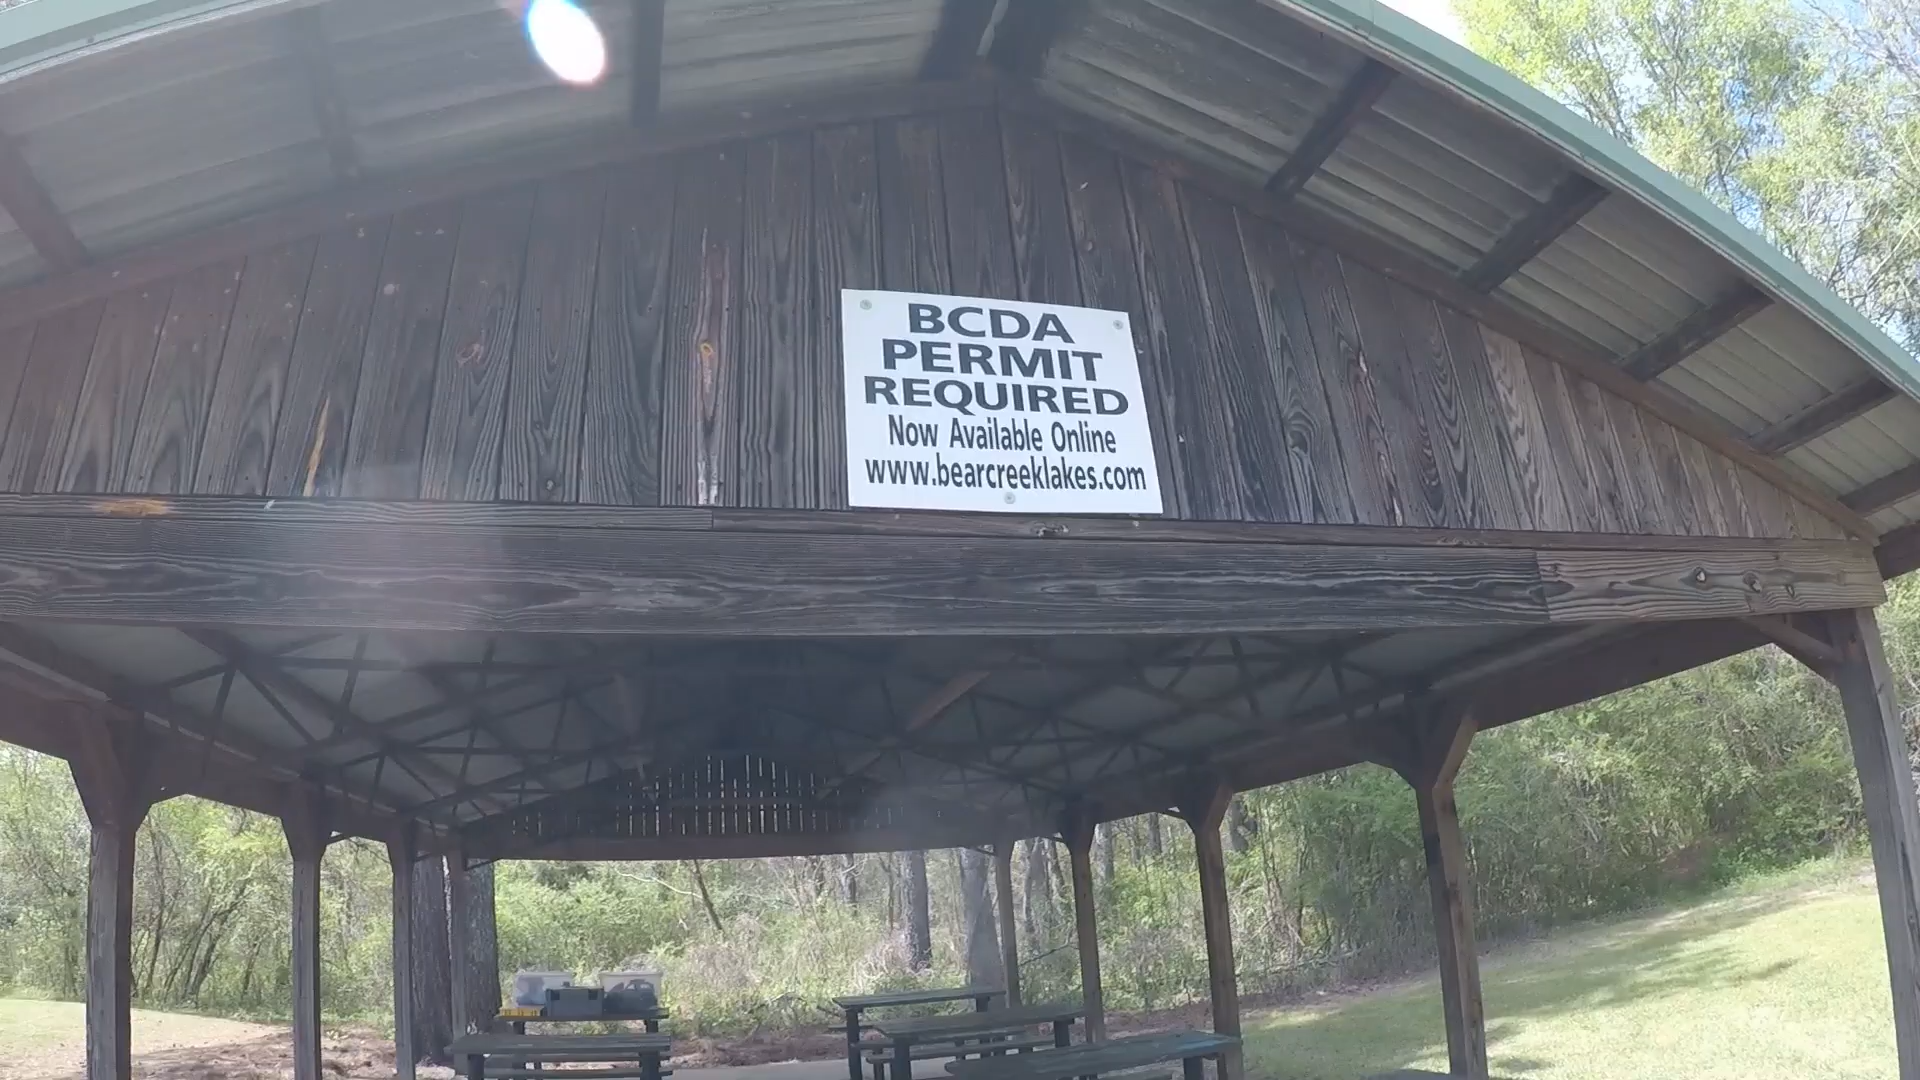 BCDA
PERMIT
REQUIRED
Now Available Online
www.bearcreeklakes.com